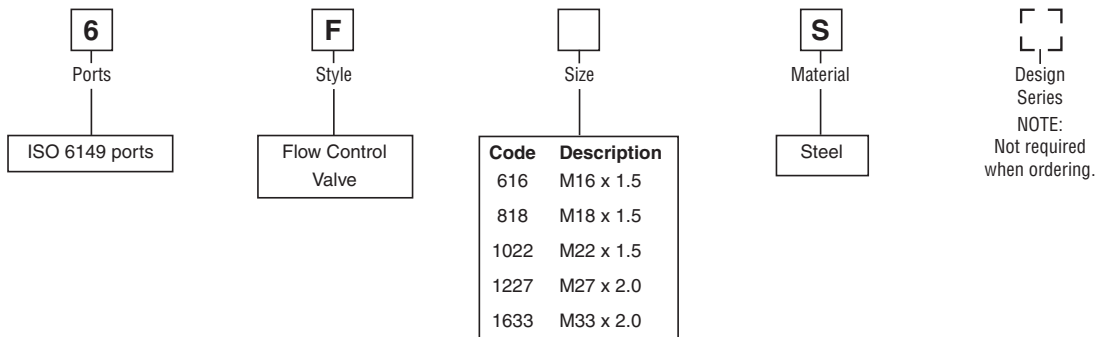 6
F
S
Ports
Style
Size
Material
Design
Series
NOTE:
Not required
when ordering.
ISO 6149 ports
Flow Control
Valve
Code Description
616 M16 x 1.5
818 M18 x 1.5
1022 M22 x 1.5
1227 M27 x 2.0
1633 M33 x 2.0
Steel